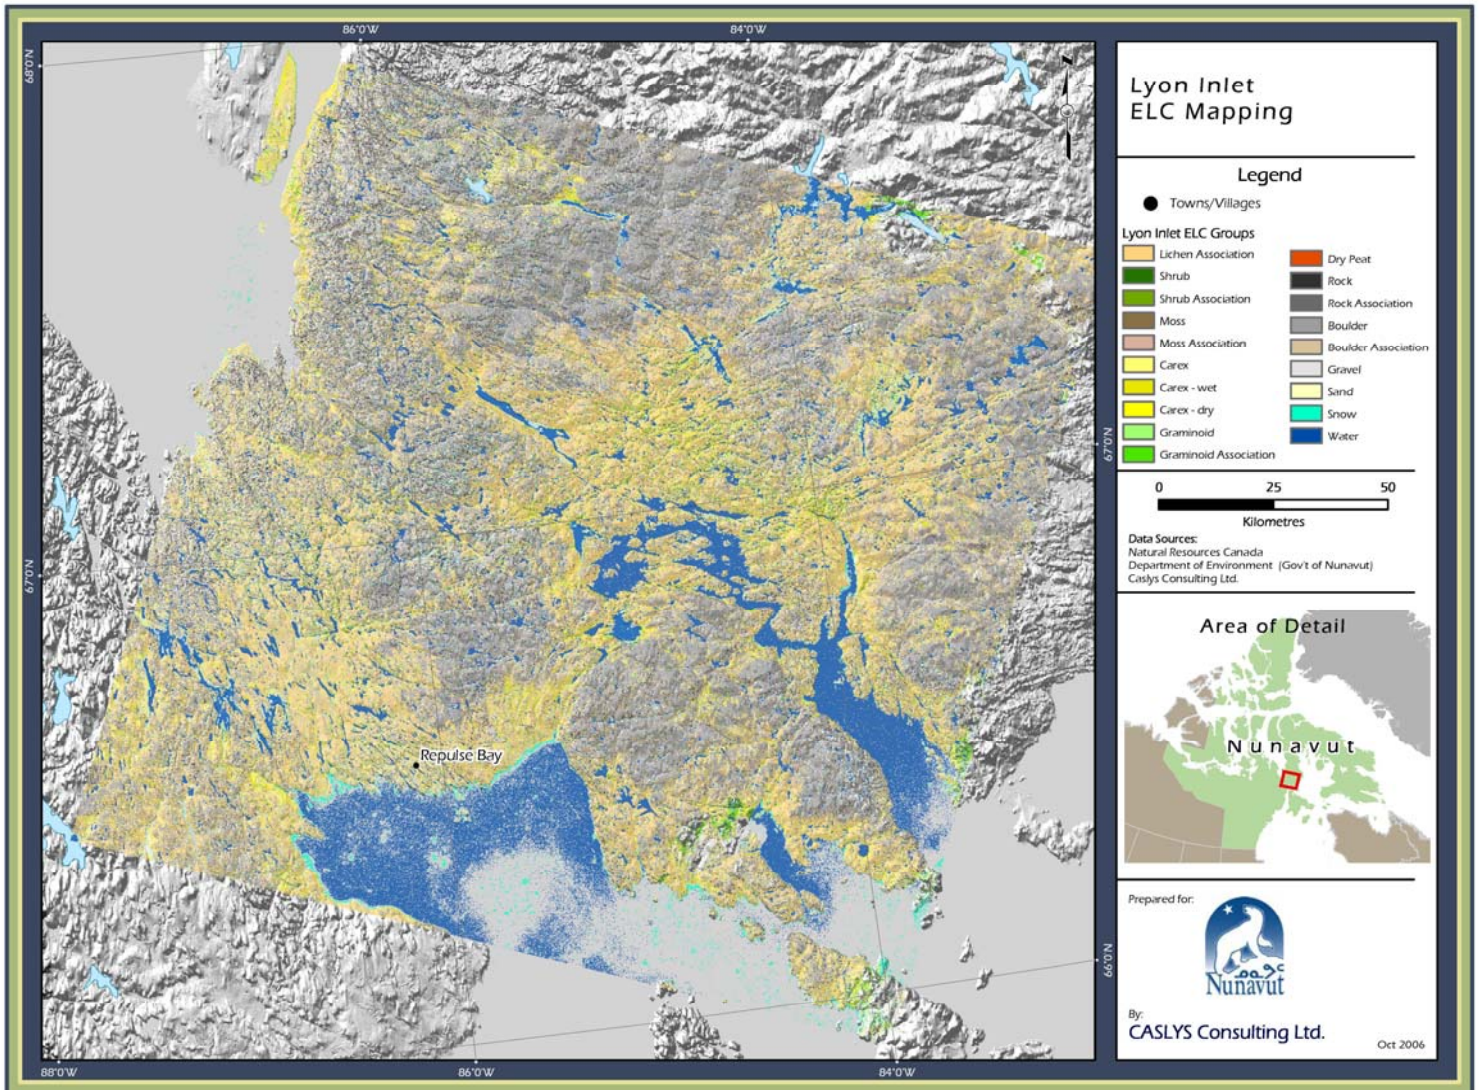 86°0'W
84°0'W
68°0'N
67°0'N
67°0'N
66°0'N
Repulse Bay
88°0'W
86°0'W
84°0'W
Lyon Inlet
ELC Mapping
Legend
Towns/Villages
Lyon Inlet ELC Groups
Lichen Association
Shrub
Shrub Association
Moss
Moss Association
Carex
Carex - wet
Carex - dry
Graminoid
Graminoid Association
Dry Peat
Rock
Rock Association
Boulder
Boulder Association
Gravel
Sand
Snow
Water
0 25 50
Kilometres
Data Sources:
Natural Resources Canada
Department of Environment (Gov't of Nunavut)
Caslys Consulting Ltd.
Area of Detail
Nunavut
Prepared for:
ᓄᓇᕗᑦ
Nunavut
By:
CASLYS Consulting Ltd.
Oct 2006